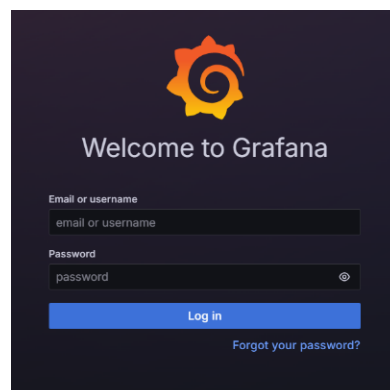 Welcome to Grafana
Email or username
email or username
Password
password
Log in
Forgot your password?